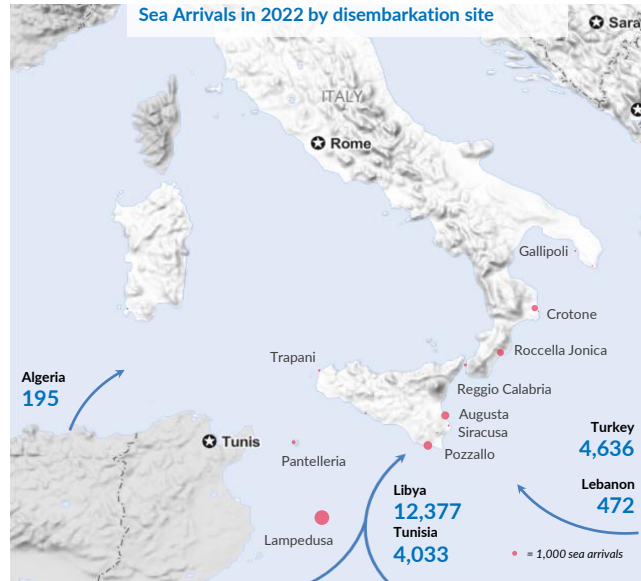 Sea Arrivals in 2022 by disembarkation site
Sara
ITALY
Rome
Gallipoli
Crotone
Roccella Jonica
Trapani
Reggio Calabria
Algeria
195
Augusta
Siracusa
Tunis
Pozzallo
Pantelleria
Turkey
4,636
Lebanon
472
Libya
12,377
Tunisia
4,033
Lampedusa
= 1,000 sea arrivals